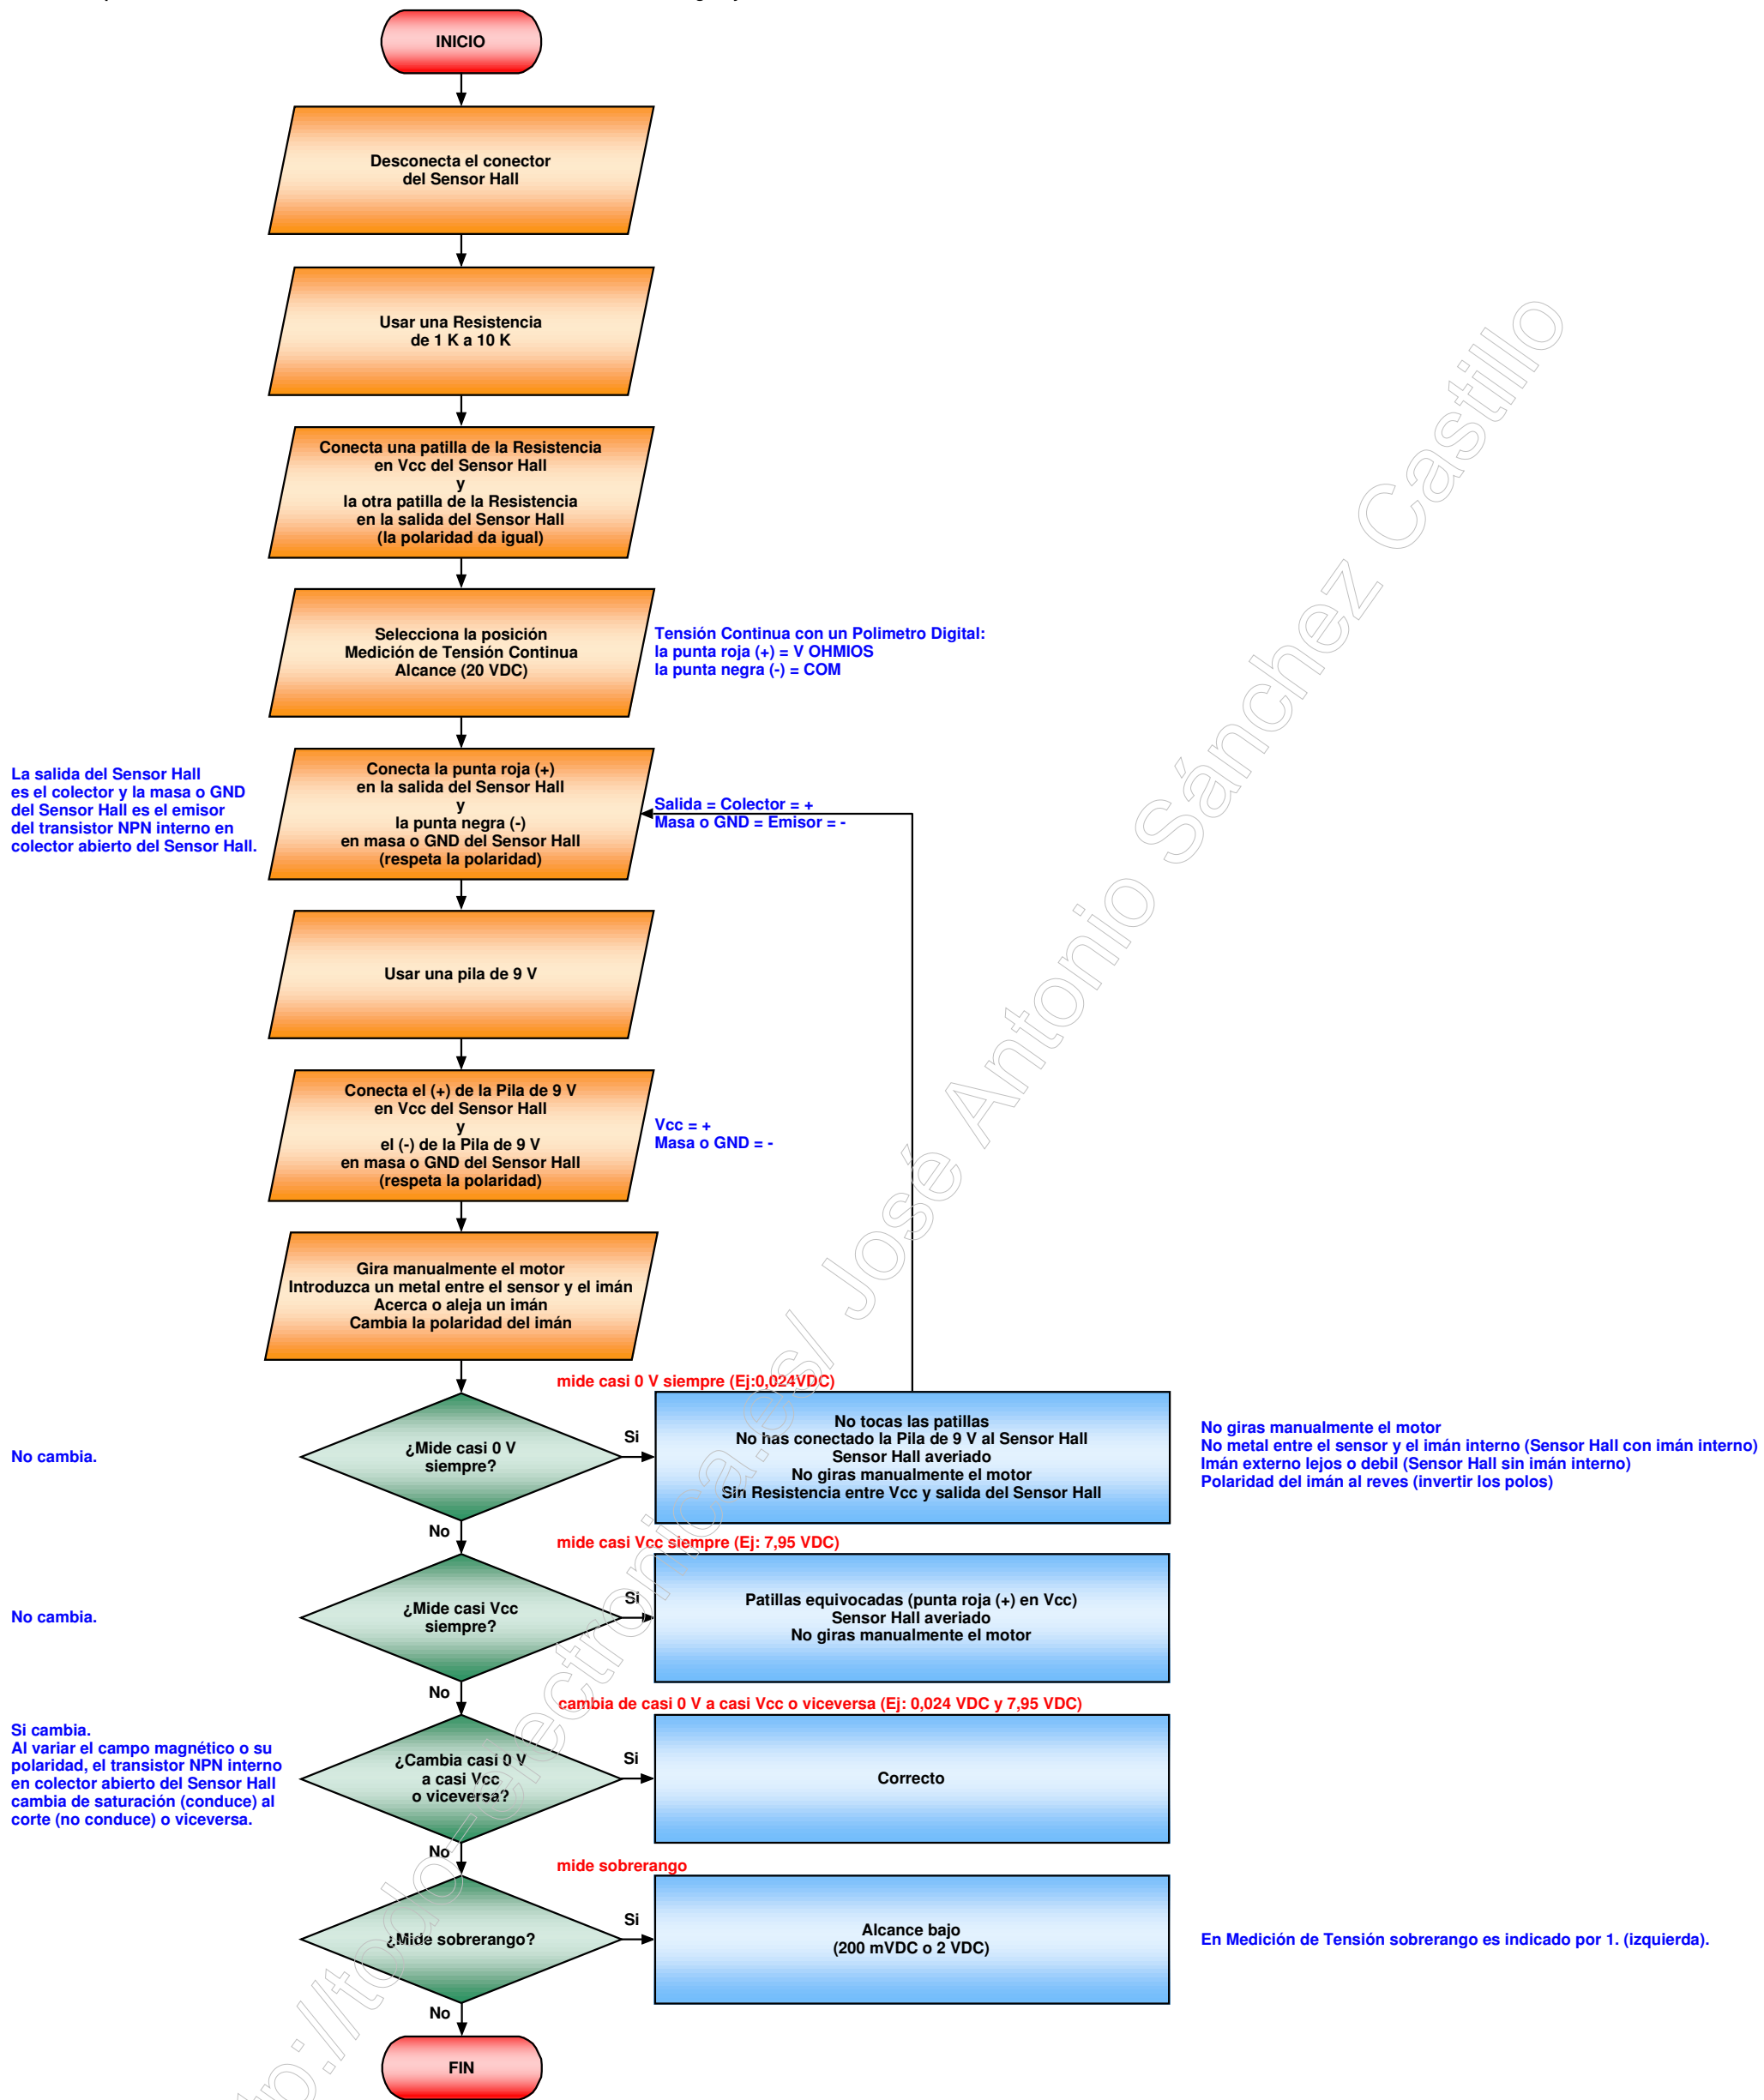 INICIO
Desconecta el conector
del Sensor Hall
Usar una Resistencia
de 1 K a 10 K
Conecta una patilla de la Resistencia
en Vcc del Sensor Hall
y
la otra patilla de la Resistencia
en la salida del Sensor Hall
(la polaridad da igual)
Selecciona la posición
Medición de Tensión Continua
Alcance (20 VDC)
Tensión Continua con un Polimetro Digital:
la punta roja (+) = V OHMIOS
la punta negra (-) = COM
La salida del Sensor Hall
es el colector y la masa o GND
del Sensor Hall es el emisor
del transistor NPN interno en
colector abierto del Sensor Hall.
Conecta la punta roja (+)
en la salida del Sensor Hall
y
la punta negra (-)
en masa o GND del Sensor Hall
(respeta la polaridad)
Salida = Colector = +
Masa o GND = Emisor = -
Usar una pila de 9 V
Conecta el (+) de la Pila de 9 V
en Vcc del Sensor Hall
y
el (-) de la Pila de 9 V
en masa o GND del Sensor Hall
(respeta la polaridad)
Vcc = +
Masa o GND = -
Gira manualmente el motor
Introduzca un metal entre el sensor y el imán
Acerca o aleja un imán
Cambia la polaridad del imán
mide casi 0 V siempre (Ej:0,024VDC)
No cambia.
¿Mide casi 0 V
siempre?
Si
No tocas las patillas
No has conectado la Pila de 9 V al Sensor Hall
Sensor Hall averiado
No giras manualmente el motor
Sin Resistencia entre Vcc y salida del Sensor Hall
No giras manualmente el motor
No metal entre el sensor y el imán interno (Sensor Hall con imán interno)
Imán externo lejos o debil (Sensor Hall sin imán interno)
Polaridad del imán al reves (invertir los polos)
No
mide casi Vcc siempre (Ej: 7,95 VDC)
No cambia.
¿Mide casi Vcc
siempre?
Si
Patillas equivocadas (punta roja (+) en Vcc)
Sensor Hall averiado
No giras manualmente el motor
No
cambia de casi 0 V a casi Vcc o viceversa (Ej: 0,024 VDC y 7,95 VDC)
Si cambia.
Al variar el campo magnético o su
polaridad, el transistor NPN interno
en colector abierto del Sensor Hall
cambia de saturación (conduce) al
corte (no conduce) o viceversa.
¿Cambia casi 0 V
a casi Vcc
o viceversa?
Si
Correcto
No
mide sobrerango
¿Mide sobrerango?
Si
Alcance bajo
(200 mVDC o 2 VDC)
En Medición de Tensión sobrerango es indicado por 1. (izquierda).
No
FIN
tp://todo-electronica.es/ José Antonio Sánchez Castillo